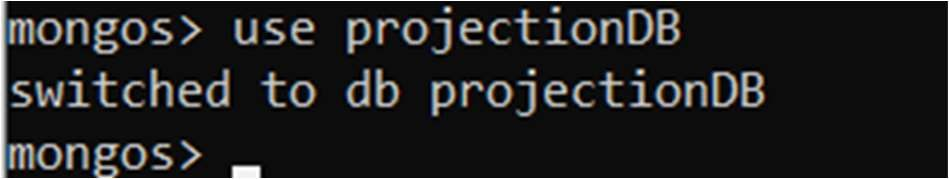 mongos> use projectionDB
switched to db projectionDB
mongos>